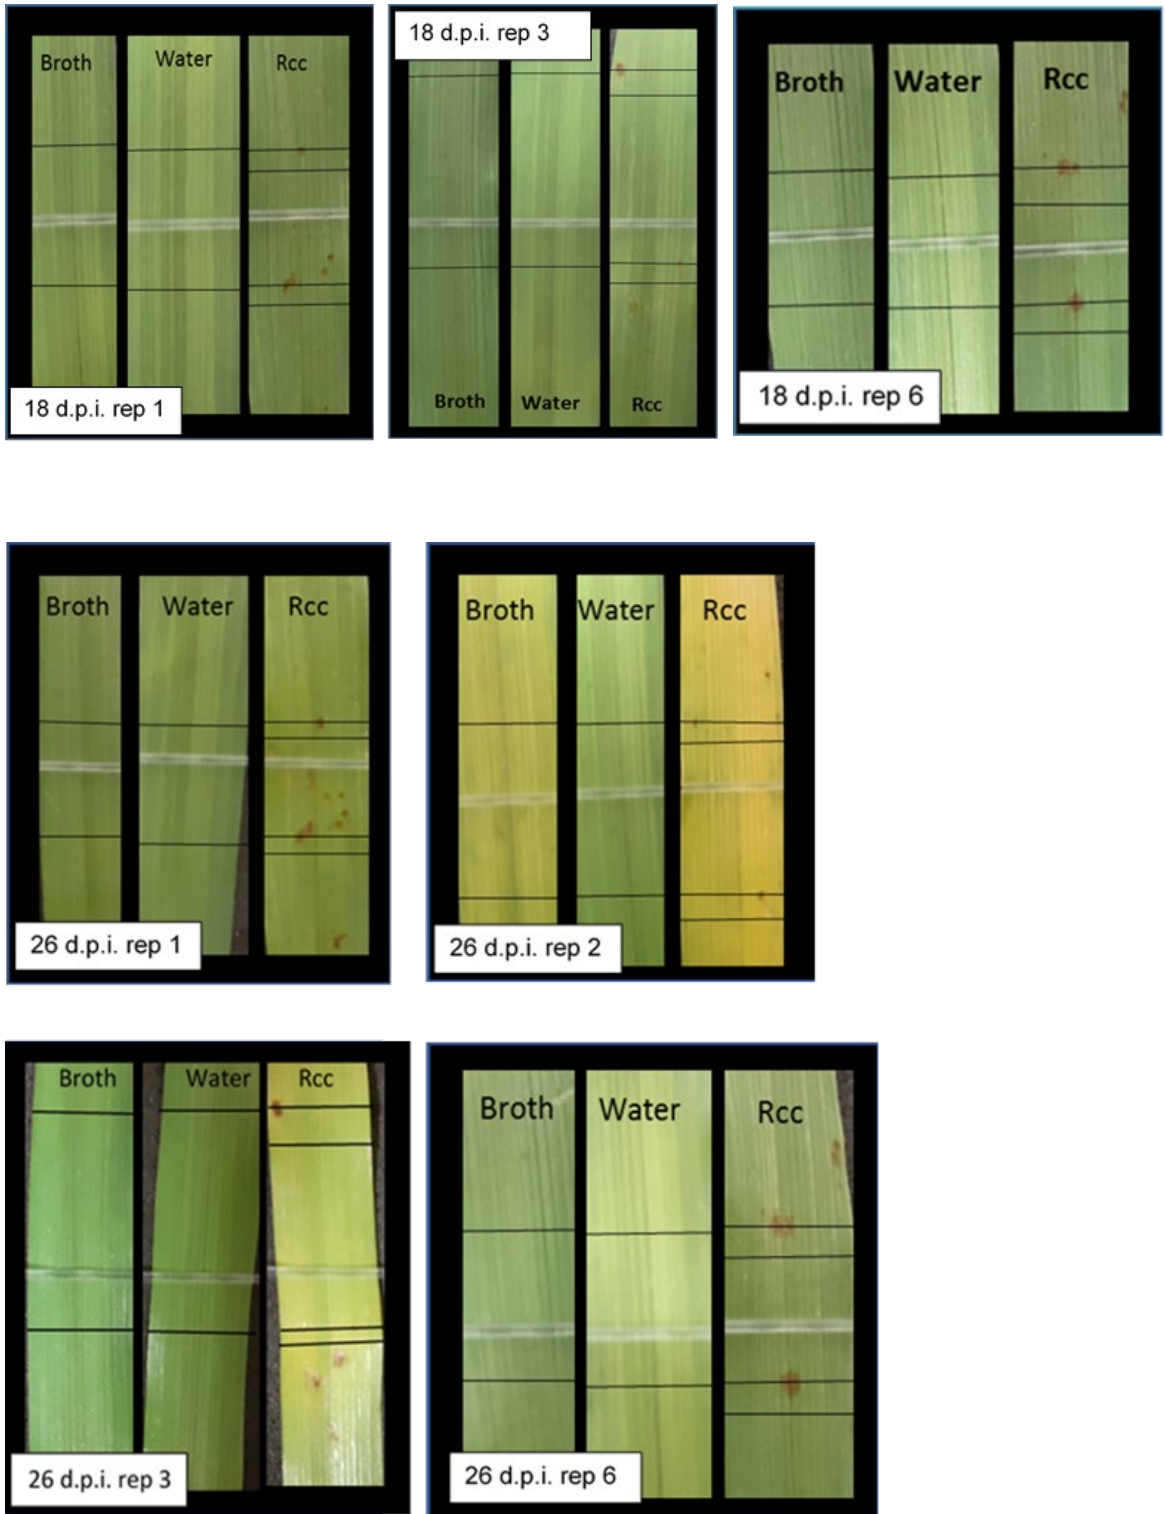 Broth Water Rcc
18 d.p.i. rep 1
18 d.p.i. rep 3
Broth Water Rcc
Broth Water Rcc
18 d.p.i. rep 6
Broth Water Rcc
26 d.p.i. rep 1
Broth Water Rcc
26 d.p.i. rep 2
Broth Water Rcc
26 d.p.i. rep 3
Broth Water Rcc
26 d.p.i. rep 6